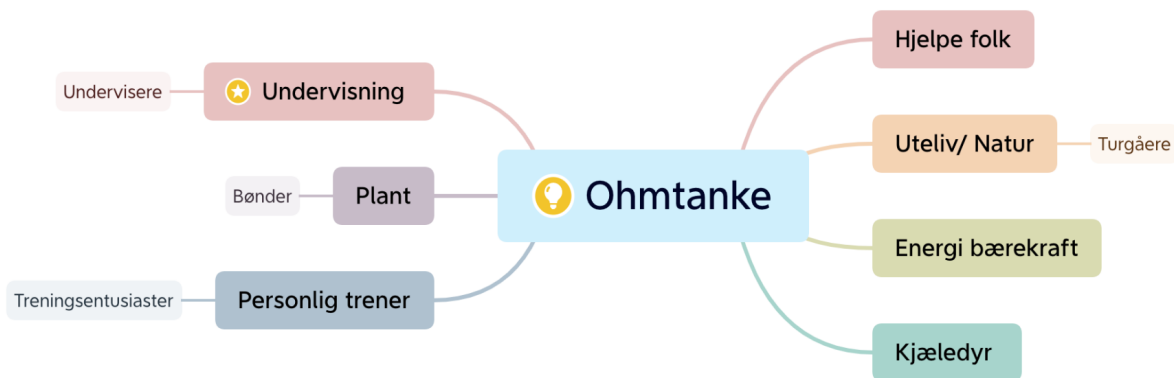 Hjelpe folk
Undervisere
Undervisning
Uteliv/ Natur
Turgåere
Ohmtanke
Bønder
Plant
Energi bærekraft
Treningsentusiaster
Personlig trener
Kjæledyr